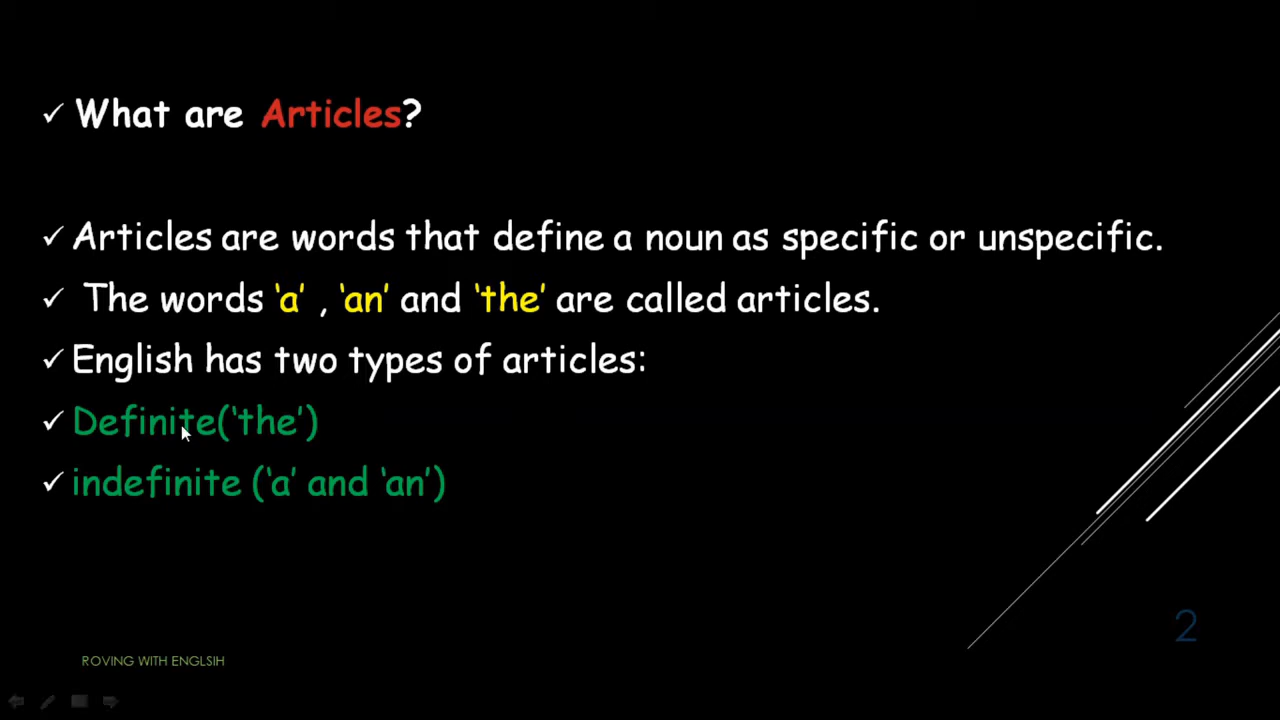 ✓ What are Articles?
✓ Articles are words that define a noun as specific or unspecific.
✓ The words ‘a’ , ‘an’ and ‘the’ are called articles.
✓ English has two types of articles:
✓ Definite(‘the’)
✓ indefinite (‘a’ and ‘an’)
2
ROVING WITH ENGLSIH